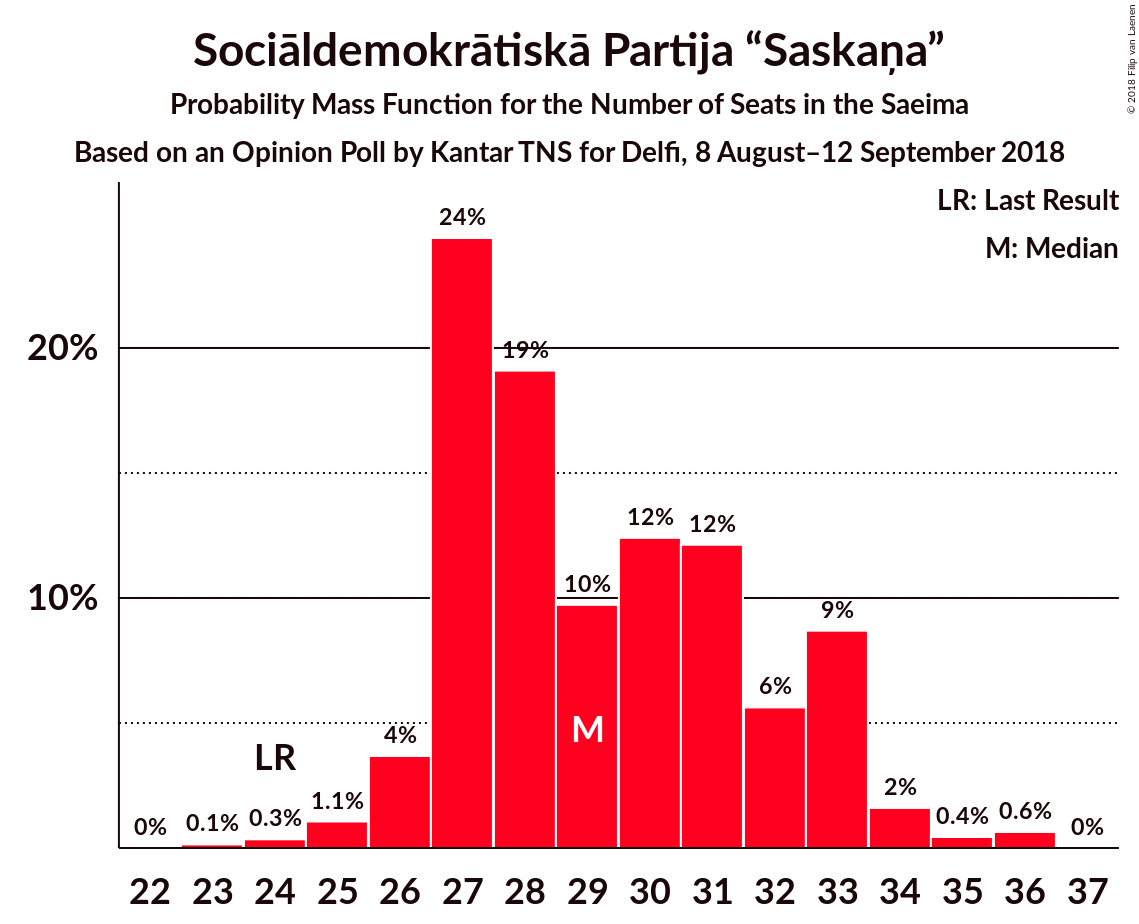 Sociāldemokrātiskā Partija “Saskaņa”
Probability Mass Function for the Number of Seats in the Saeima
Based on an Opinion Poll by Kantar TNS for Delfi, 8 August–12 September 2018
© 2018 Filip van Laenen
LR: Last Result
M: Median
24%
20%
19%
12%
12%
10%
10%
9%
6%
M
4%
LR
2%
1.1%
0%
0.1%
0.3%
0.4%
0.6%
0%
22 23 24 25 26 27 28 29 30 31 32 33 34 35 36 37